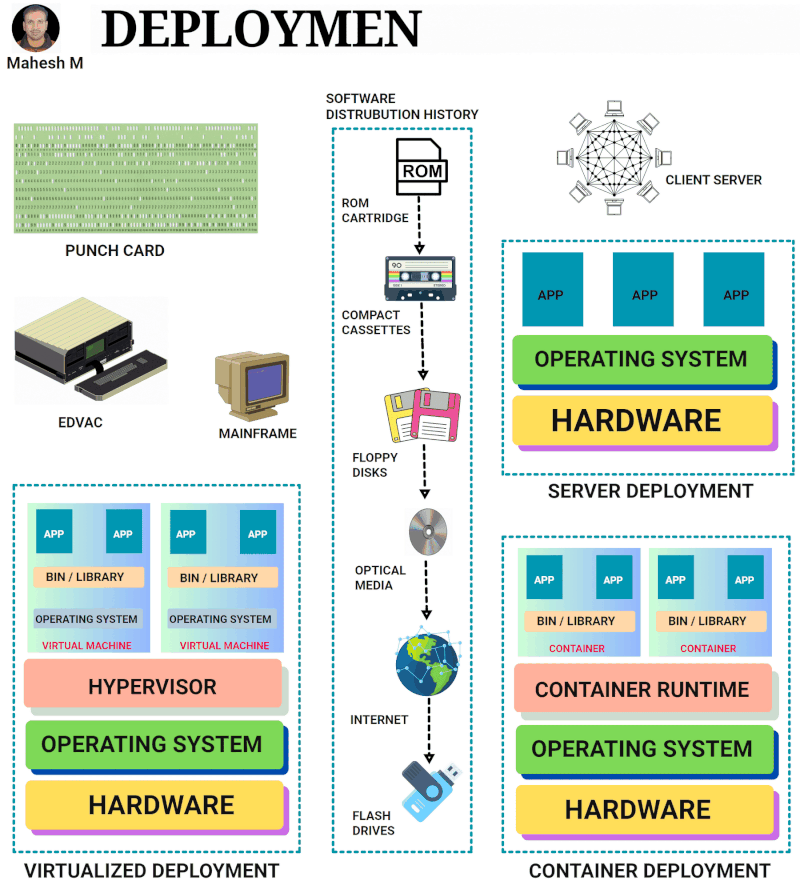 DEPLOYMEN
Mahesh M
PUNCH CARD
EDVAC
MAINFRAME
SOFTWARE
DISTRUBUTION HISTORY
ROM
ROM
CARTRIDGE
90
COMPACT
CASSETTES
FLOPPY
DISKS
OPTICAL
MEDIA
INTERNET
FLASH
DRIVES
CLIENT SERVER
APP APP APP
OPERATING SYSTEM
HARDWARE
SERVER DEPLOYMENT
APP APP APP APP
BIN / LIBRARY BIN / LIBRARY
OPERATING SYSTEM OPERATING SYSTEM
VIRTUAL MACHINE VIRTUAL MACHINE
HYPERVISOR
OPERATING SYSTEM
HARDWARE
VIRTUALIZED DEPLOYMENT
APP APP APP APP
BIN / LIBRARY BIN / LIBRARY
CONTAINER CONTAINER
CONTAINER RUNTIME
OPERATING SYSTEM
HARDWARE
CONTAINER DEPLOYMENT